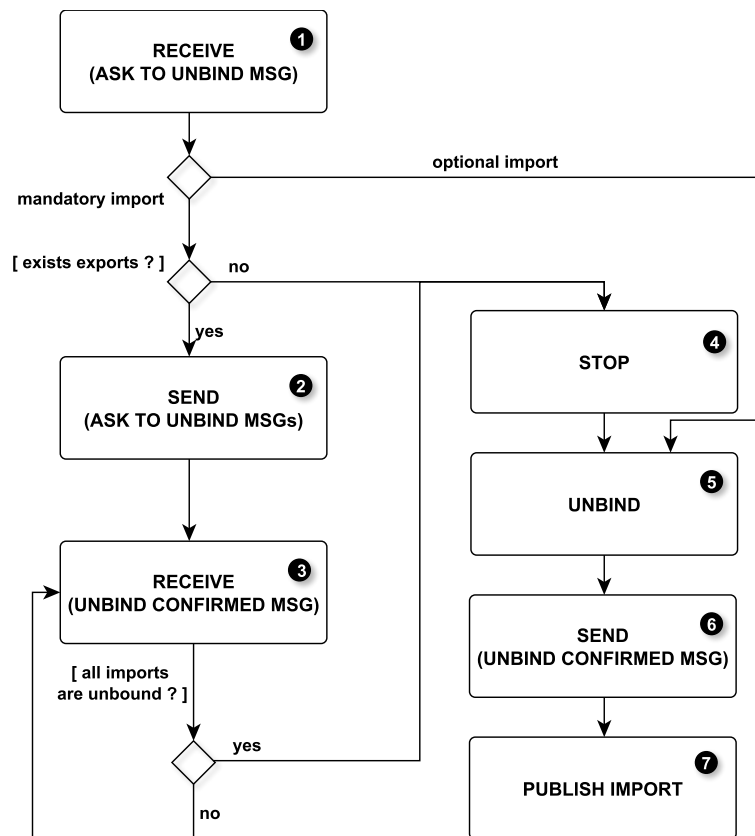 1
RECEIVE
(ASK TO UNBIND MSG)
optional import
mandatory import
[ exists exports ? ]
no
yes
2
SEND
(ASK TO UNBIND MSGs)
3
RECEIVE
(UNBIND CONFIRMED MSG)
[ all imports
are unbound ? ]
yes
no
4
STOP
5
UNBIND
6
SEND
(UNBIND CONFIRMED MSG)
7
PUBLISH IMPORT